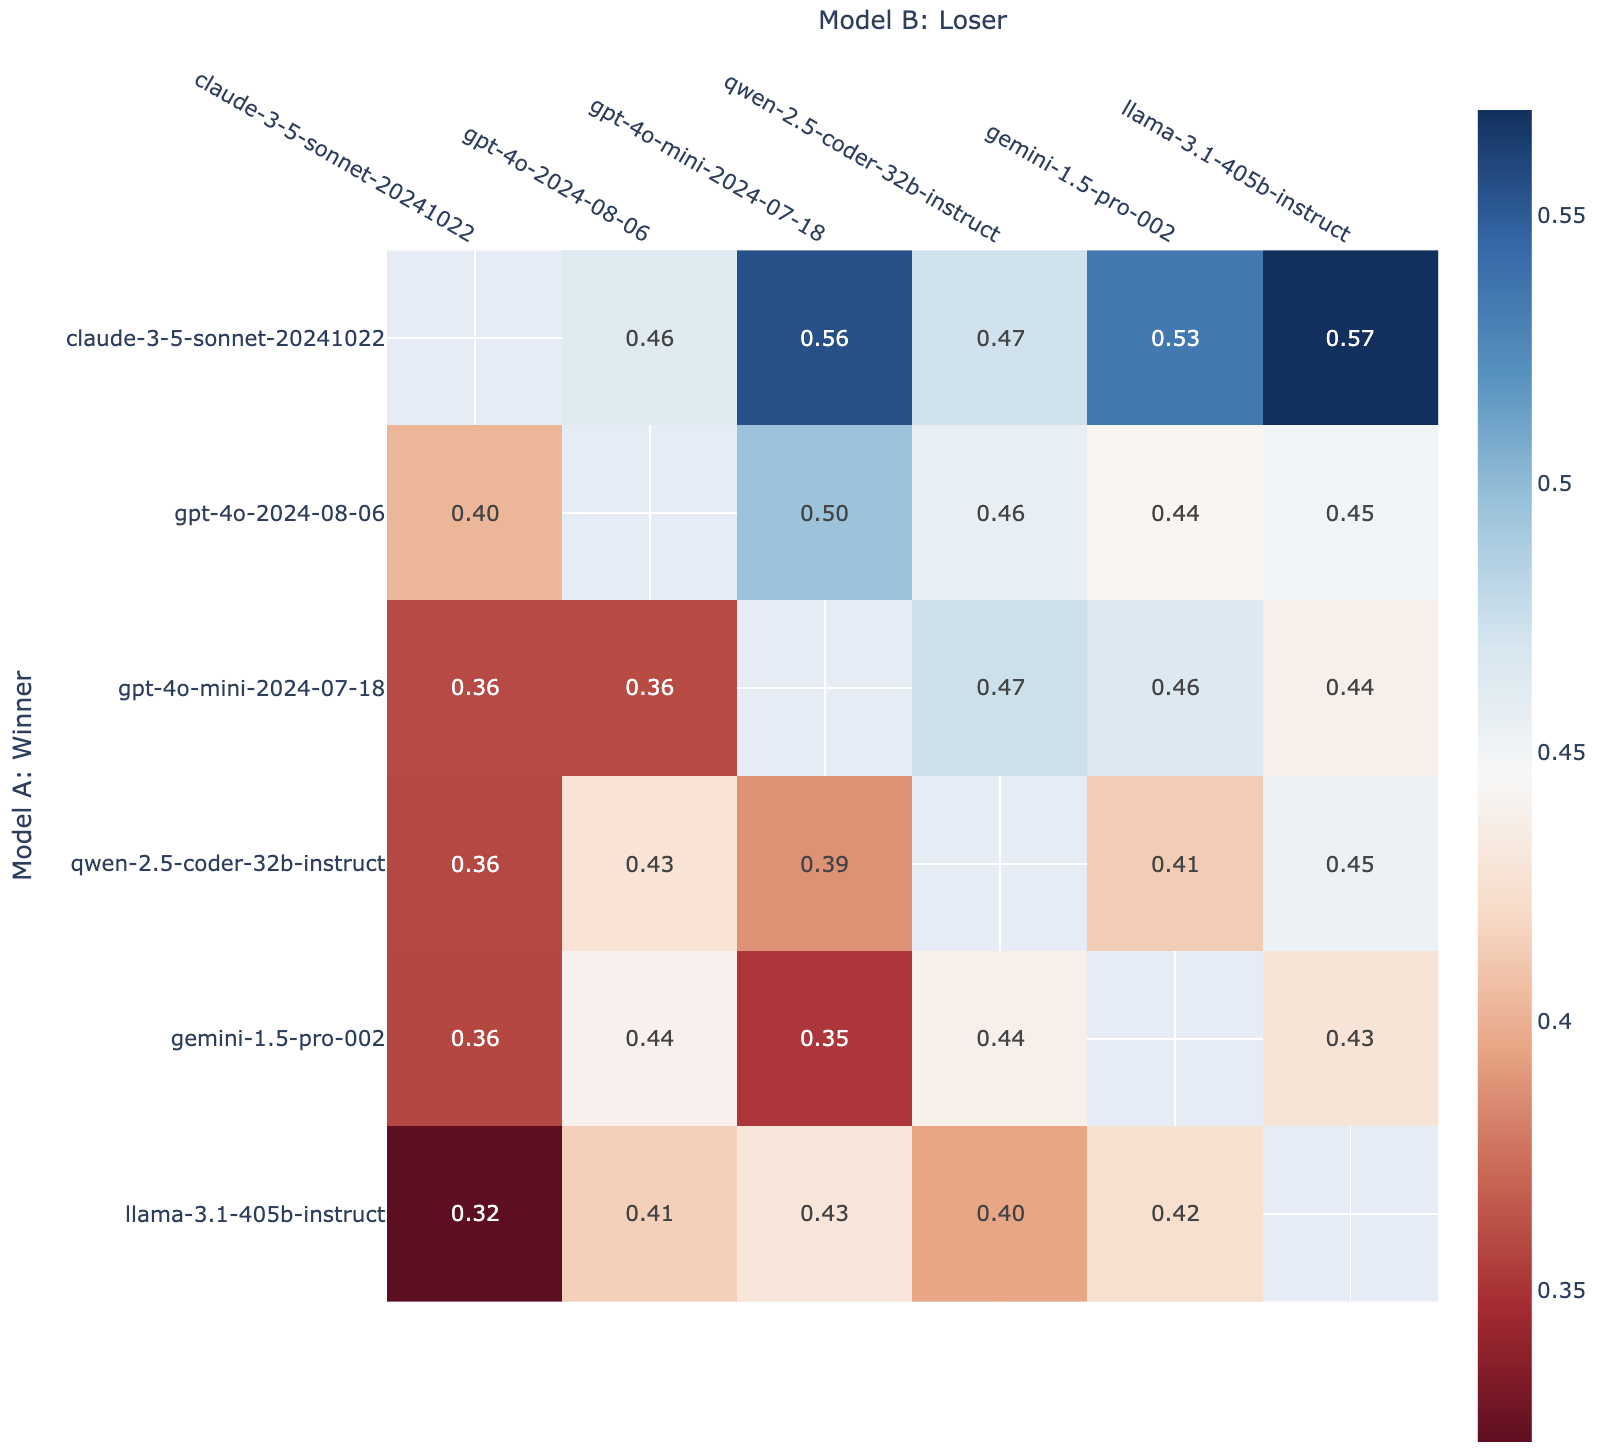 Model B: Loser
claude-3-5-sonnet-20241022
gpt-4o-2024-08-06
gpt-4o-mini-2024-07-18
qwen-2.5-coder-32b-instruct
gemini-1.5-pro-002
llama-3.1-405b-instruct
Model A: Winner
claude-3-5-sonnet-20241022 0.46 0.56 0.47 0.53 0.57
gpt-4o-2024-08-06 0.40 0.50 0.46 0.44 0.45
gpt-4o-mini-2024-07-18 0.36 0.36 0.47 0.46 0.44
qwen-2.5-coder-32b-instruct 0.36 0.43 0.39 0.41 0.45
gemini-1.5-pro-002 0.36 0.44 0.35 0.44 0.43
llama-3.1-405b-instruct 0.32 0.41 0.43 0.40 0.42
0.55
0.5
0.45
0.4
0.35